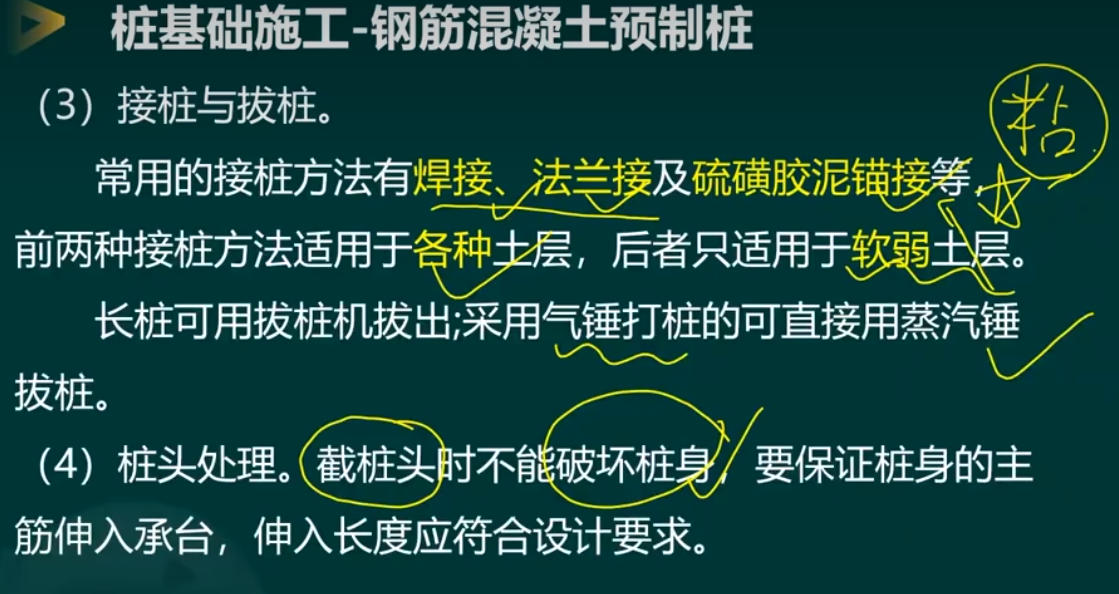 桩基础施工-钢筋混凝土预制桩
（3）接桩与拔桩。
常用的接桩方法有焊接、法兰接及硫磺胶泥锚接等，
前两种接桩方法适用于各种土层，后者只适用于软弱土层。
长桩可用拔桩机拔出;采用气锤打桩的可直接用蒸汽锤
拔桩。
（4）桩头处理。截桩头时不能破坏桩身，要保证桩身的主
筋伸入承台，伸入长度应符合设计要求。
粘